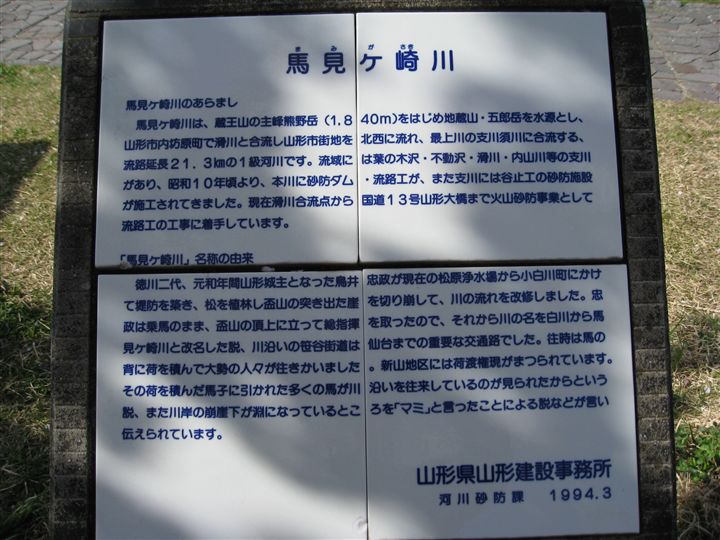 馬見ヶ崎川
まみがさき
馬見ヶ崎川のあらまし
馬見ヶ崎川は、蔵王山の主峰熊野岳(1.840m)をはじめ地蔵山・五郎岳を水源とし、
山形市内坊原町で滑川と合流し山形市街地を北西に流れ、最上川の支川須川に合流する、
流路延長21.3kmの1級河川です。流域には葉の木沢・不動沢・滑川・内山川等の支川
があり、昭和10年頃より、本川に砂防ダム・流路工が、また支川には谷止工の砂防施設
が施工されてきました。現在滑川合流点から国道13号山形大橋まで火山砂防事業として
流路工の工事に着手しています。
「馬見ヶ崎川」名称の由来
徳川二代、元和年間山形城主となった鳥井忠政が現在の松原浄水場から小白川町にかけ
て堤防を築き、松を植林し盃山の突き出た崖を切り崩して、川の流れを改修しました。忠
政は乗馬のまま、盃山の頂上に立って総指揮を取ったので、それから川の名を白川から馬
見ヶ崎川と改名した説、川沿いの笹谷街道は仙台までの重要な交通路でした。往時は馬の
背に荷を積んで大勢の人々が往きかいました。新山地区には荷渡権現がまつられています。
その荷を積んだ馬子に引かれた多くの馬が川沿いを往来しているのが見られたからという
説、また川岸の崩崖下が淵になっているところを「マミ」と言ったことによる説などが言い
伝えられています。
山形県山形建設事務所
河川砂防課 1994.3